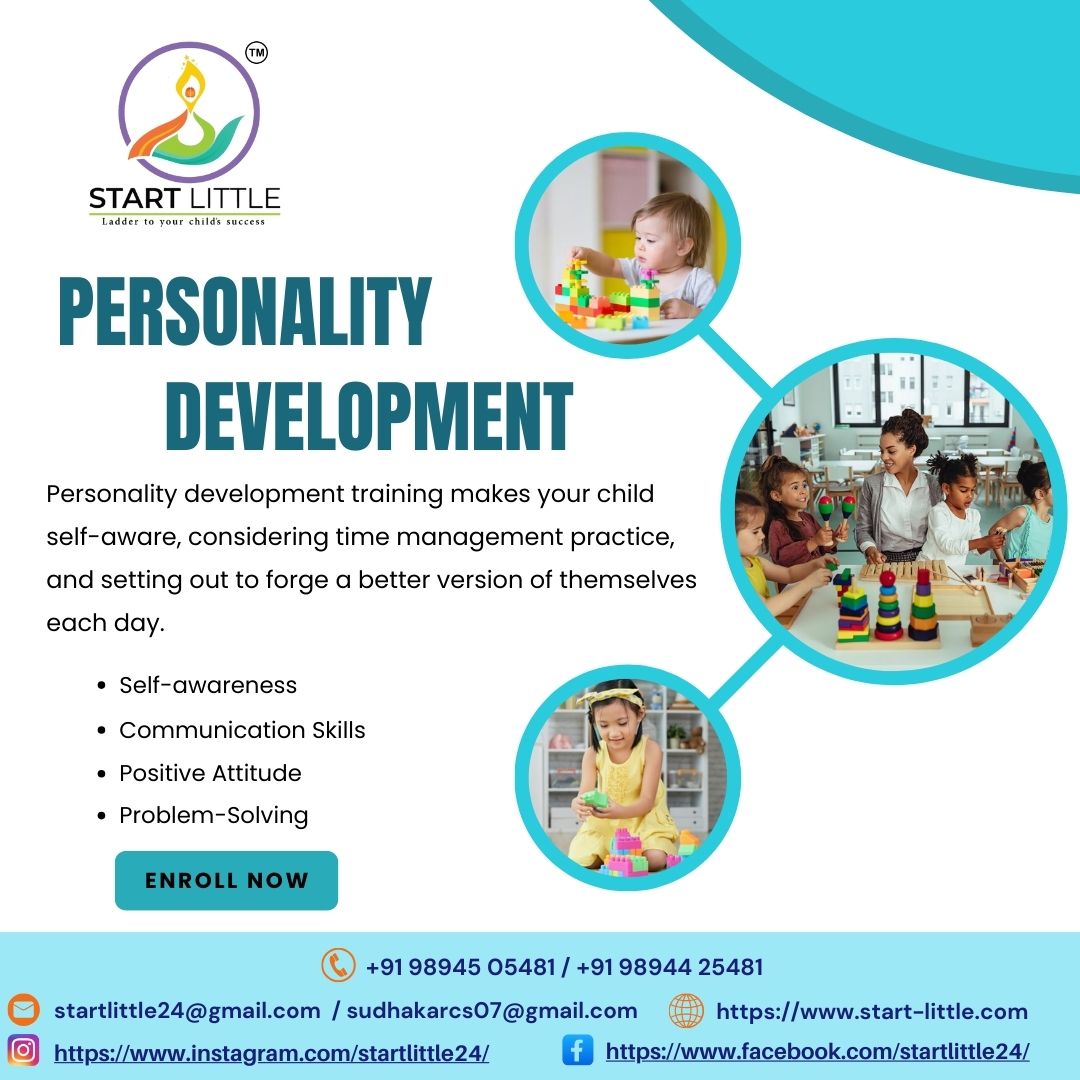 TM
START LITTLE
Ladder to your child's success
PERSONALITY
DEVELOPMENT
Personality development training makes your child
self-aware, considering time management practice,
and setting out to forge a better version of themselves
each day.
• Self-awareness
• Communication Skills
• Positive Attitude
• Problem-Solving
ENROLL NOW
+91 98945 05481 / +91 98944 25481
startlittle24@gmail.com / sudhakarcs07@gmail.com
https://www.start-little.com
https://www.instagram.com/startlittle24/
https://www.facebook.com/startlittle24/